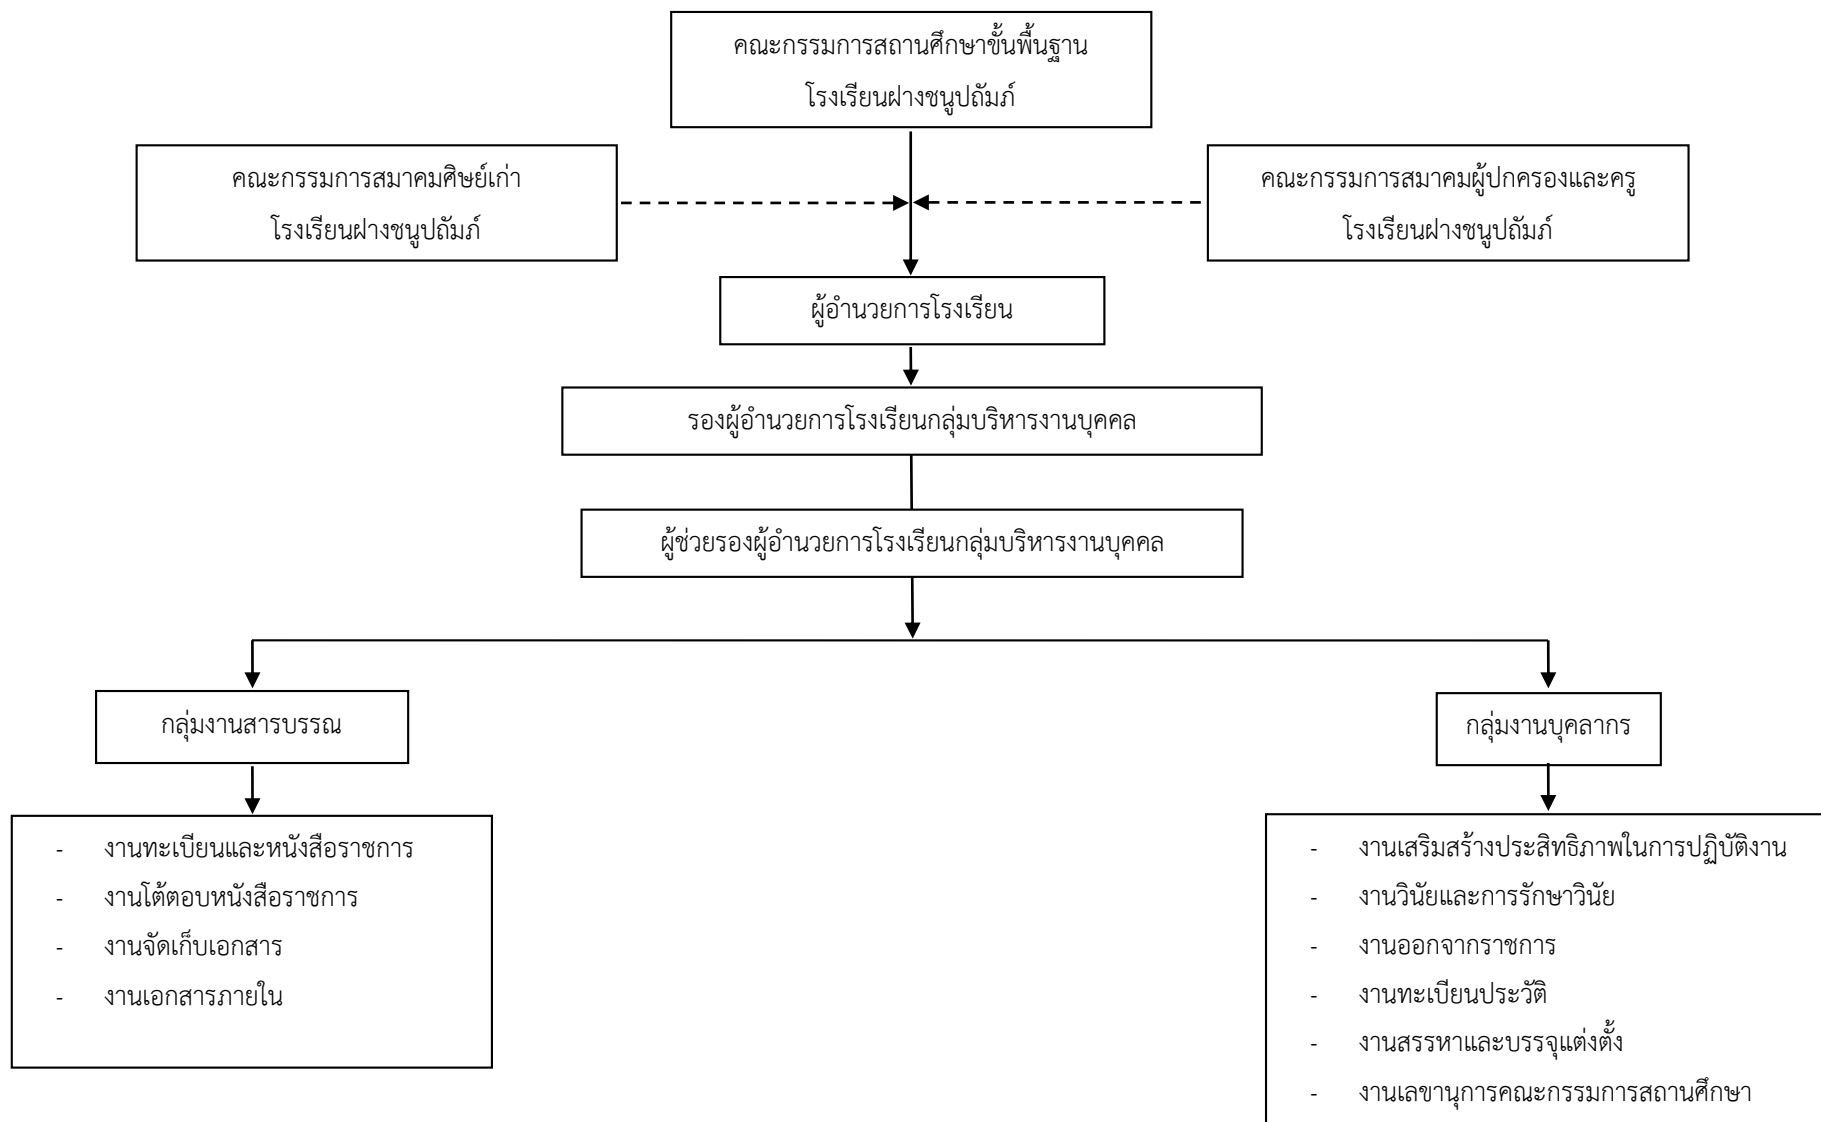 คณะกรรมการสถานศึกษาขั้นพื้นฐาน
โรงเรียนฝางชนูปถัมภ์
คณะกรรมการสมาคมศิษย์เก่า
โรงเรียนฝางชนูปถัมภ์
คณะกรรมการสมาคมผู้ปกครองและครู
โรงเรียนฝางชนูปถัมภ์
ผู้อำนวยการโรงเรียน
รองผู้อำนวยการโรงเรียนกลุ่มบริหารงานบุคคล
ผู้ช่วยรองผู้อำนวยการโรงเรียนกลุ่มบริหารงานบุคคล
กลุ่มงานสารบรรณ
- งานทะเบียนและหนังสือราชการ
- งานโต้ตอบหนังสือราชการ
- งานจัดเก็บเอกสาร
- งานเอกสารภายใน
กลุ่มงานบุคลากร
- งานเสริมสร้างประสิทธิภาพในการปฏิบัติงาน
- งานวินัยและการรักษาวินัย
- งานออกจากราชการ
- งานทะเบียนประวัติ
- งานสรรหาและบรรจุแต่งตั้ง
- งานเลขานุการคณะกรรมการสถานศึกษา